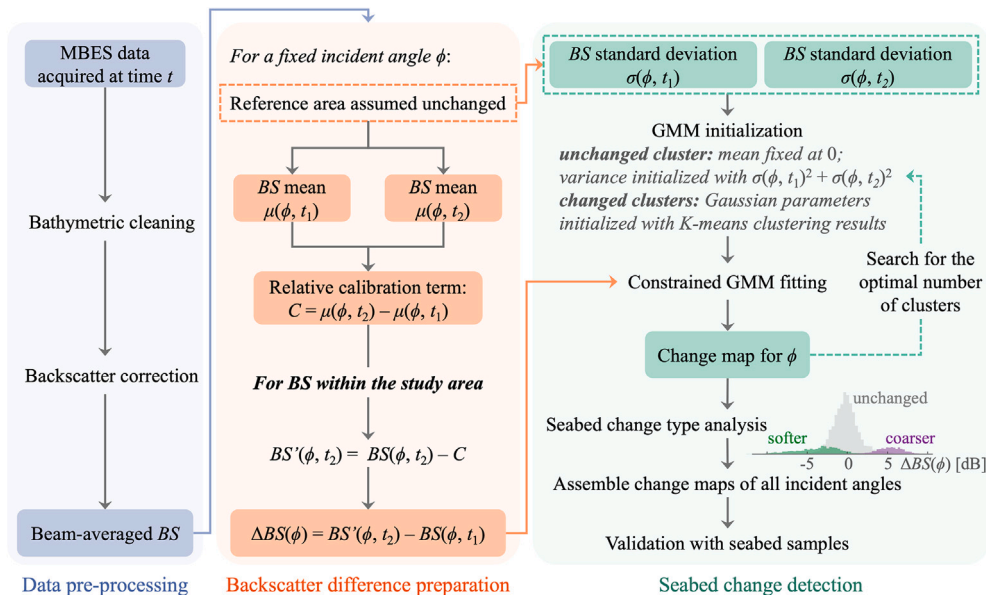 MBES data
acquired at time t
Bathymetric cleaning
Backscatter correction
Beam-averaged BS
Data pre-processing
For a fixed incident angle ϕ:
Reference area assumed unchanged
BS mean
μ(ϕ, t₁)
BS mean
μ(ϕ, t₂)
Relative calibration term:
C = μ(ϕ, t₂) – μ(ϕ, t₁)
For BS within the study area
BS’(ϕ, t₂) = BS(ϕ, t₂) – C
ΔBS(ϕ) = BS’(ϕ, t₂) – BS(ϕ, t₁)
Backscatter difference preparation
BS standard deviation
σ(ϕ, t₁)
BS standard deviation
σ(ϕ, t₂)
GMM initialization
unchanged cluster: mean fixed at 0;
variance initialized with σ(ϕ, t₁)² + σ(ϕ, t₂)²
changed clusters: Gaussian parameters
initialized with K-means clustering results
Search for the
optimal number
of clusters
Constrained GMM fitting
Change map for ϕ
Seabed change type analysis
unchanged
softer
coarser
-5 0 5 ΔBS(ϕ) [dB]
Assemble change maps of all incident angles
Validation with seabed samples
Seabed change detection